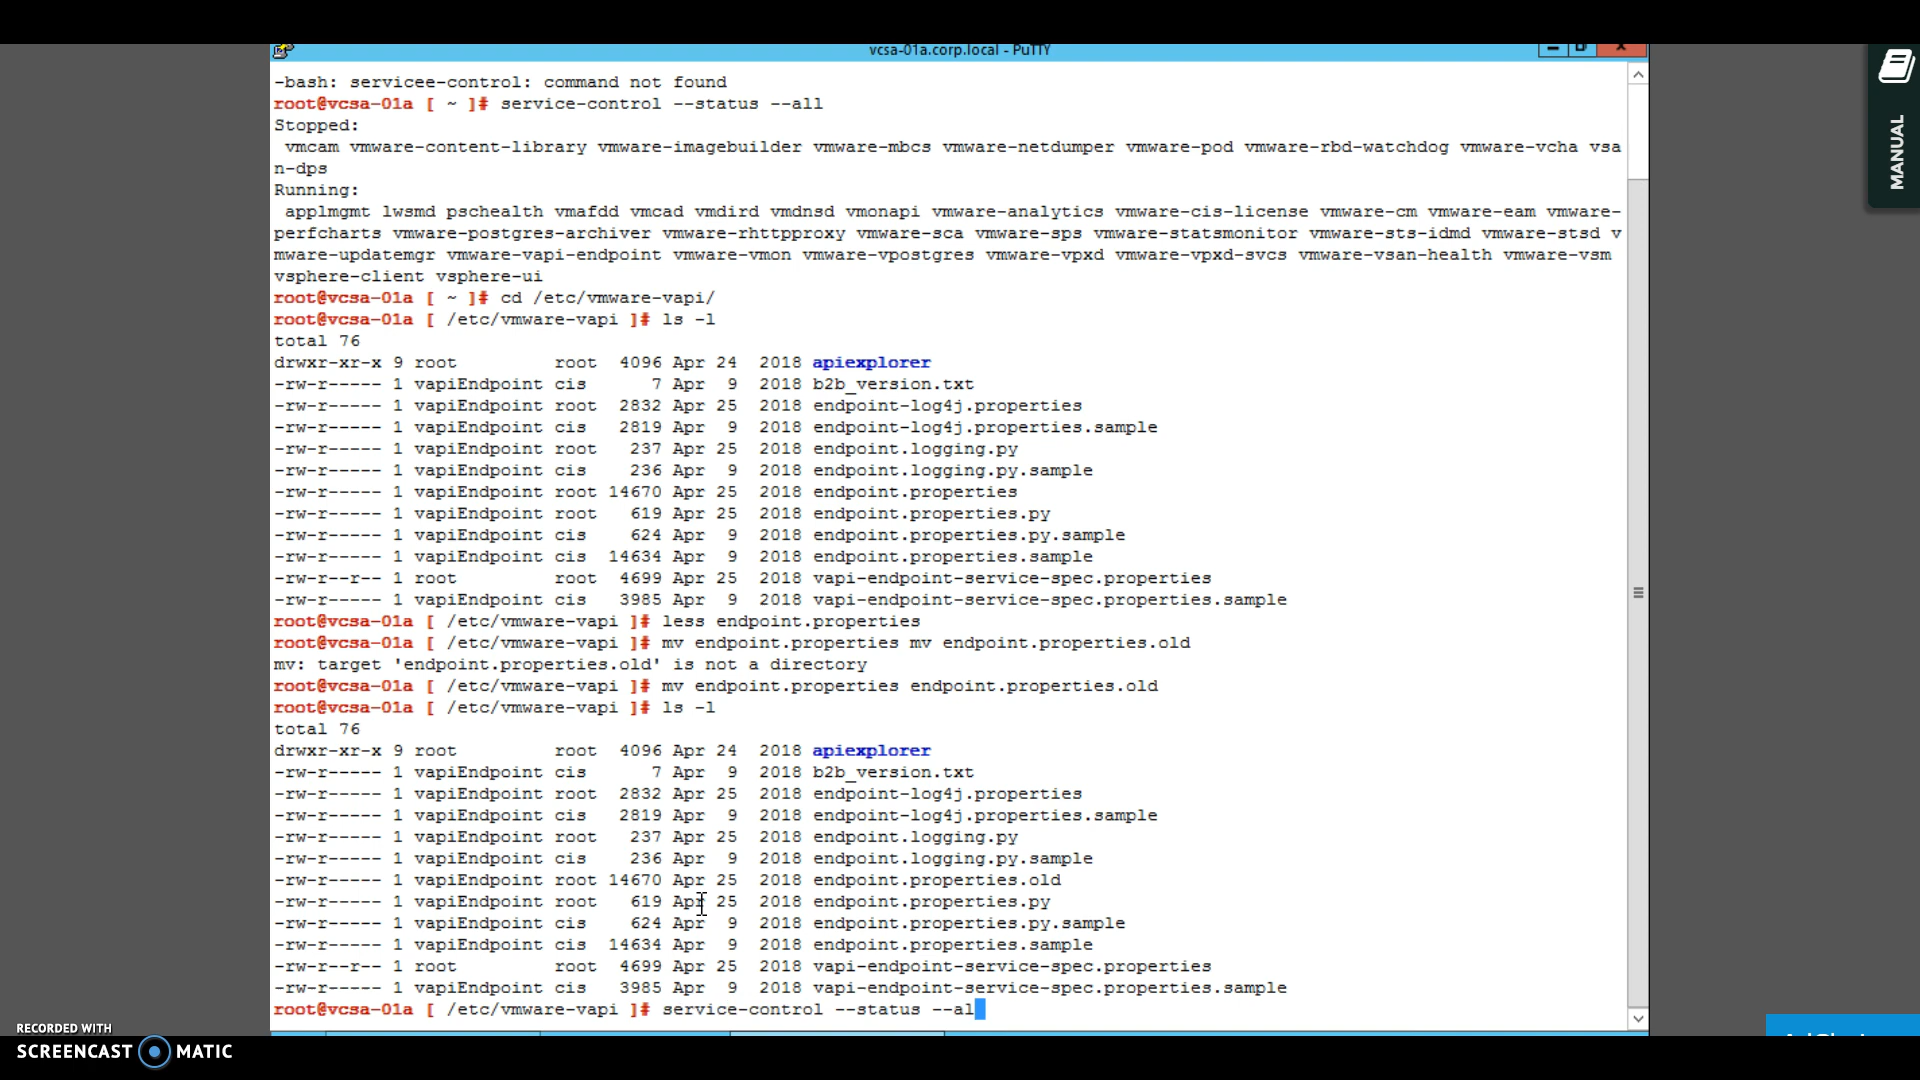 vcsa-01a.corp.local - PuTTY
-bash: servicee-control: command not found
root@vcsa-01a [ ~ ]# service-control --status --all
Stopped:
 vmcam vmware-content-library vmware-imagebuilder vmware-mbcs vmware-netdumper vmware-pod vmware-rbd-watchdog vmware-vcha vsa
n-dps
Running:
 applmgmt lwsmd pschealth vmafdd vmcad vmdird vmdnsd vmonapi vmware-analytics vmware-cis-license vmware-cm vmware-eam vmware-
perfcharts vmware-postgres-archiver vmware-rhttpproxy vmware-sca vmware-sps vmware-statsmonitor vmware-sts-idmd vmware-stsd v
mware-updatemgr vmware-vapi-endpoint vmware-vmon vmware-vpostgres vmware-vpxd vmware-vpxd-svcs vmware-vsan-health vmware-vsm
vsphere-client vsphere-ui
root@vcsa-01a [ ~ ]# cd /etc/vmware-vapi/
root@vcsa-01a [ /etc/vmware-vapi ]# ls -l
total 76
drwxr-xr-x 9 root         root  4096 Apr 24  2018 apiexplorer
-rw-r----- 1 vapiEndpoint cis      7 Apr  9  2018 b2b_version.txt
-rw-r----- 1 vapiEndpoint root  2832 Apr 25  2018 endpoint-log4j.properties
-rw-r----- 1 vapiEndpoint cis   2819 Apr  9  2018 endpoint-log4j.properties.sample
-rw-r----- 1 vapiEndpoint root   237 Apr 25  2018 endpoint.logging.py
-rw-r----- 1 vapiEndpoint cis    236 Apr  9  2018 endpoint.logging.py.sample
-rw-r----- 1 vapiEndpoint root 14670 Apr 25  2018 endpoint.properties
-rw-r----- 1 vapiEndpoint root   619 Apr 25  2018 endpoint.properties.py
-rw-r----- 1 vapiEndpoint cis    624 Apr  9  2018 endpoint.properties.py.sample
-rw-r----- 1 vapiEndpoint cis  14634 Apr  9  2018 endpoint.properties.sample
-rw-r--r-- 1 root         root  4699 Apr 25  2018 vapi-endpoint-service-spec.properties
-rw-r----- 1 vapiEndpoint cis   3985 Apr  9  2018 vapi-endpoint-service-spec.properties.sample
root@vcsa-01a [ /etc/vmware-vapi ]# less endpoint.properties
root@vcsa-01a [ /etc/vmware-vapi ]# mv endpoint.properties mv endpoint.properties.old
mv: target 'endpoint.properties.old' is not a directory
root@vcsa-01a [ /etc/vmware-vapi ]# mv endpoint.properties endpoint.properties.old
root@vcsa-01a [ /etc/vmware-vapi ]# ls -l
total 76
drwxr-xr-x 9 root         root  4096 Apr 24  2018 apiexplorer
-rw-r----- 1 vapiEndpoint cis      7 Apr  9  2018 b2b_version.txt
-rw-r----- 1 vapiEndpoint root  2832 Apr 25  2018 endpoint-log4j.properties
-rw-r----- 1 vapiEndpoint cis   2819 Apr  9  2018 endpoint-log4j.properties.sample
-rw-r----- 1 vapiEndpoint root   237 Apr 25  2018 endpoint.logging.py
-rw-r----- 1 vapiEndpoint cis    236 Apr  9  2018 endpoint.logging.py.sample
-rw-r----- 1 vapiEndpoint root 14670 Apr 25  2018 endpoint.properties.old
-rw-r----- 1 vapiEndpoint root   619 Apr 25  2018 endpoint.properties.py
-rw-r----- 1 vapiEndpoint cis    624 Apr  9  2018 endpoint.properties.py.sample
-rw-r----- 1 vapiEndpoint cis  14634 Apr  9  2018 endpoint.properties.sample
-rw-r--r-- 1 root         root  4699 Apr 25  2018 vapi-endpoint-service-spec.properties
-rw-r----- 1 vapiEndpoint cis   3985 Apr  9  2018 vapi-endpoint-service-spec.properties.sample
root@vcsa-01a [ /etc/vmware-vapi ]# service-control --status --al
MANUAL
RECORDED WITH
SCREENCAST MATIC